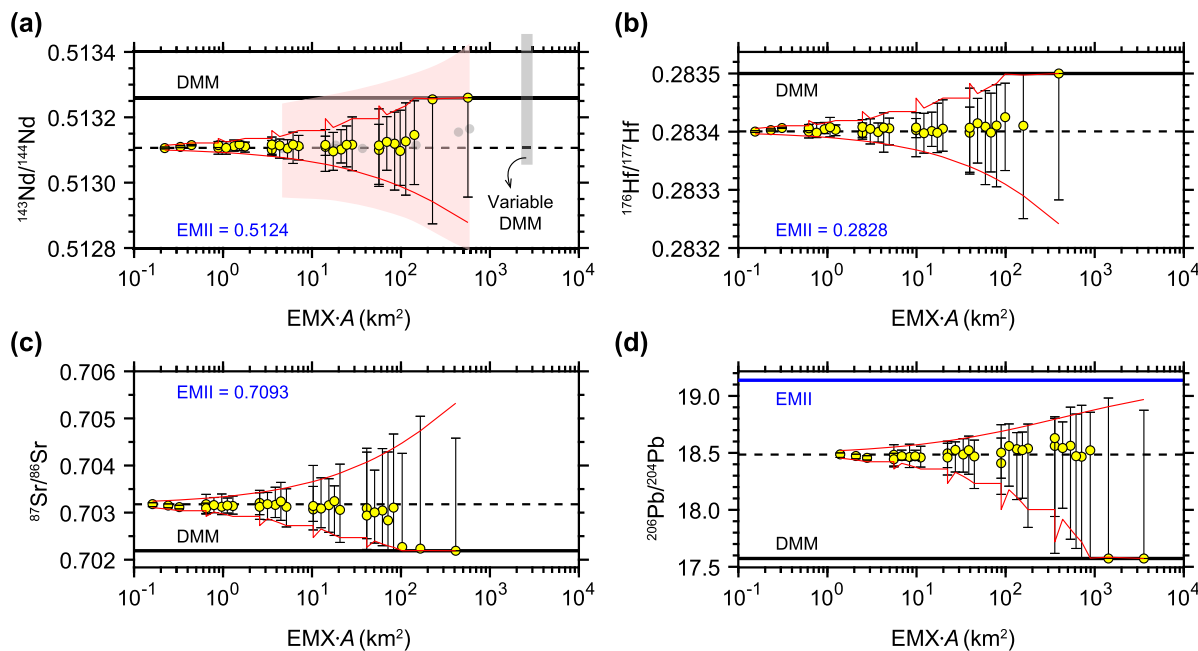 (a)
0.5134
0.5132
0.5130
0.5128
143Nd/144Nd
DMM
EMII = 0.5124
Variable
DMM
10-1 100 101 102 103 104
EMX·A (km2)
(b)
0.2835
0.2834
0.2833
0.2832
176Hf/177Hf
DMM
EMII = 0.2828
10-1 100 101 102 103 104
EMX·A (km2)
(c)
0.706
0.705
0.704
0.703
0.702
87Sr/86Sr
EMII = 0.7093
DMM
10-1 100 101 102 103 104
EMX·A (km2)
(d)
19.0
18.5
18.0
17.5
206Pb/204Pb
EMII
DMM
10-1 100 101 102 103 104
EMX·A (km2)